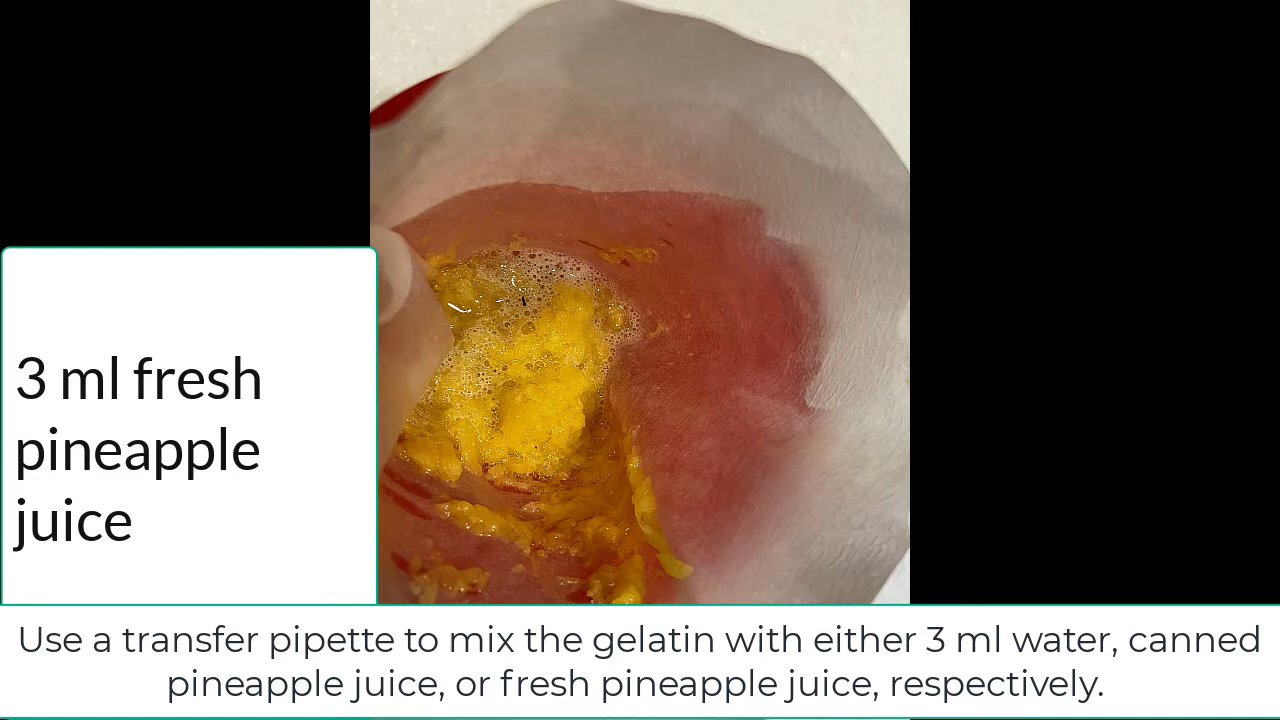 3 ml fresh
pineapple
juice
Use a transfer pipette to mix the gelatin with either 3 ml water, canned
pineapple juice, or fresh pineapple juice, respectively.